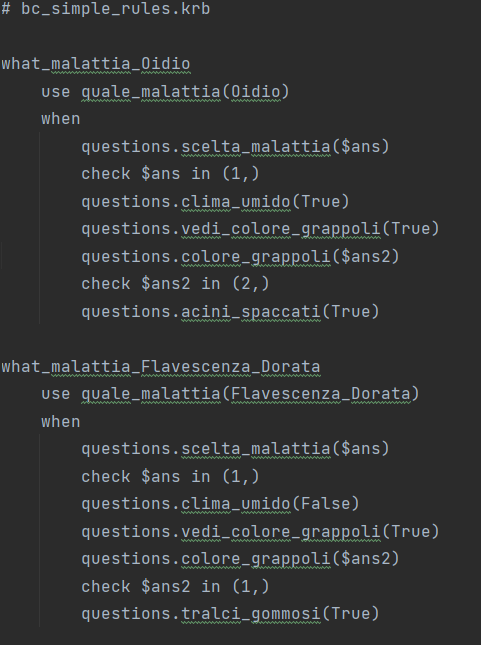 # bc_simple_rules.krb
what_malattia_Oidio
use quale_malattia(Oidio)
when
questions.scelta_malattia($ans)
check $ans in (1,)
questions.clima_umido(True)
questions.vedi_colore_grappoli(True)
questions.colore_grappoli($ans2)
check $ans2 in (2,)
questions.acini_spaccati(True)
what_malattia_Flavescenza_Dorata
use quale_malattia(Flavescenza_Dorata)
when
questions.scelta_malattia($ans)
check $ans in (1,)
questions.clima_umido(False)
questions.vedi_colore_grappoli(True)
questions.colore_grappoli($ans2)
check $ans2 in (1,)
questions.tralci_gommosi(True)